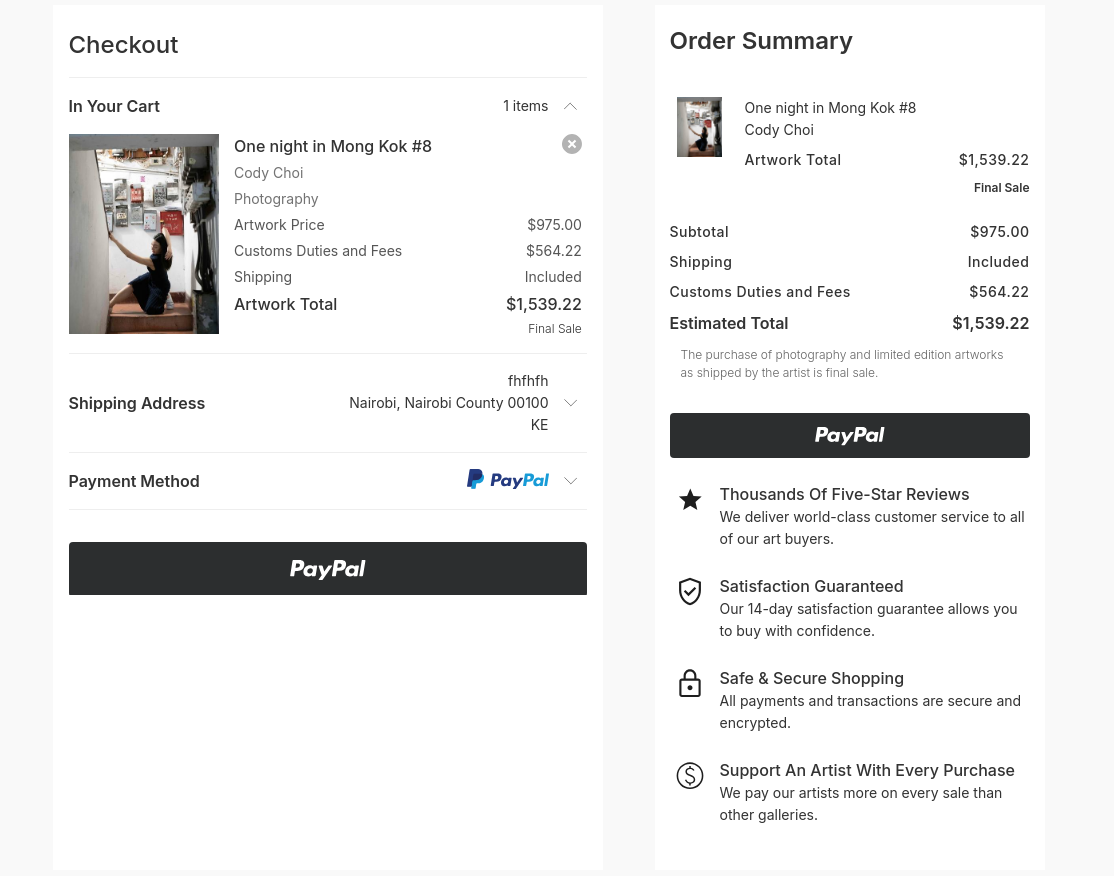 Checkout
In Your Cart
1 items
One night in Mong Kok #8
Cody Choi
Photography
Artwork Price $975.00
Customs Duties and Fees $564.22
Shipping Included
Artwork Total $1,539.22
Final Sale
Shipping Address
fhfhfh
Nairobi, Nairobi County 00100
KE
Payment Method
PayPal
PayPal
Order Summary
One night in Mong Kok #8
Cody Choi
Artwork Total $1,539.22
Final Sale
Subtotal $975.00
Shipping Included
Customs Duties and Fees $564.22
Estimated Total $1,539.22
The purchase of photography and limited edition artworks
as shipped by the artist is final sale.
PayPal
Thousands Of Five-Star Reviews
We deliver world-class customer service to all
of our art buyers.
Satisfaction Guaranteed
Our 14-day satisfaction guarantee allows you
to buy with confidence.
Safe & Secure Shopping
All payments and transactions are secure and
encrypted.
Support An Artist With Every Purchase
We pay our artists more on every sale than
other galleries.